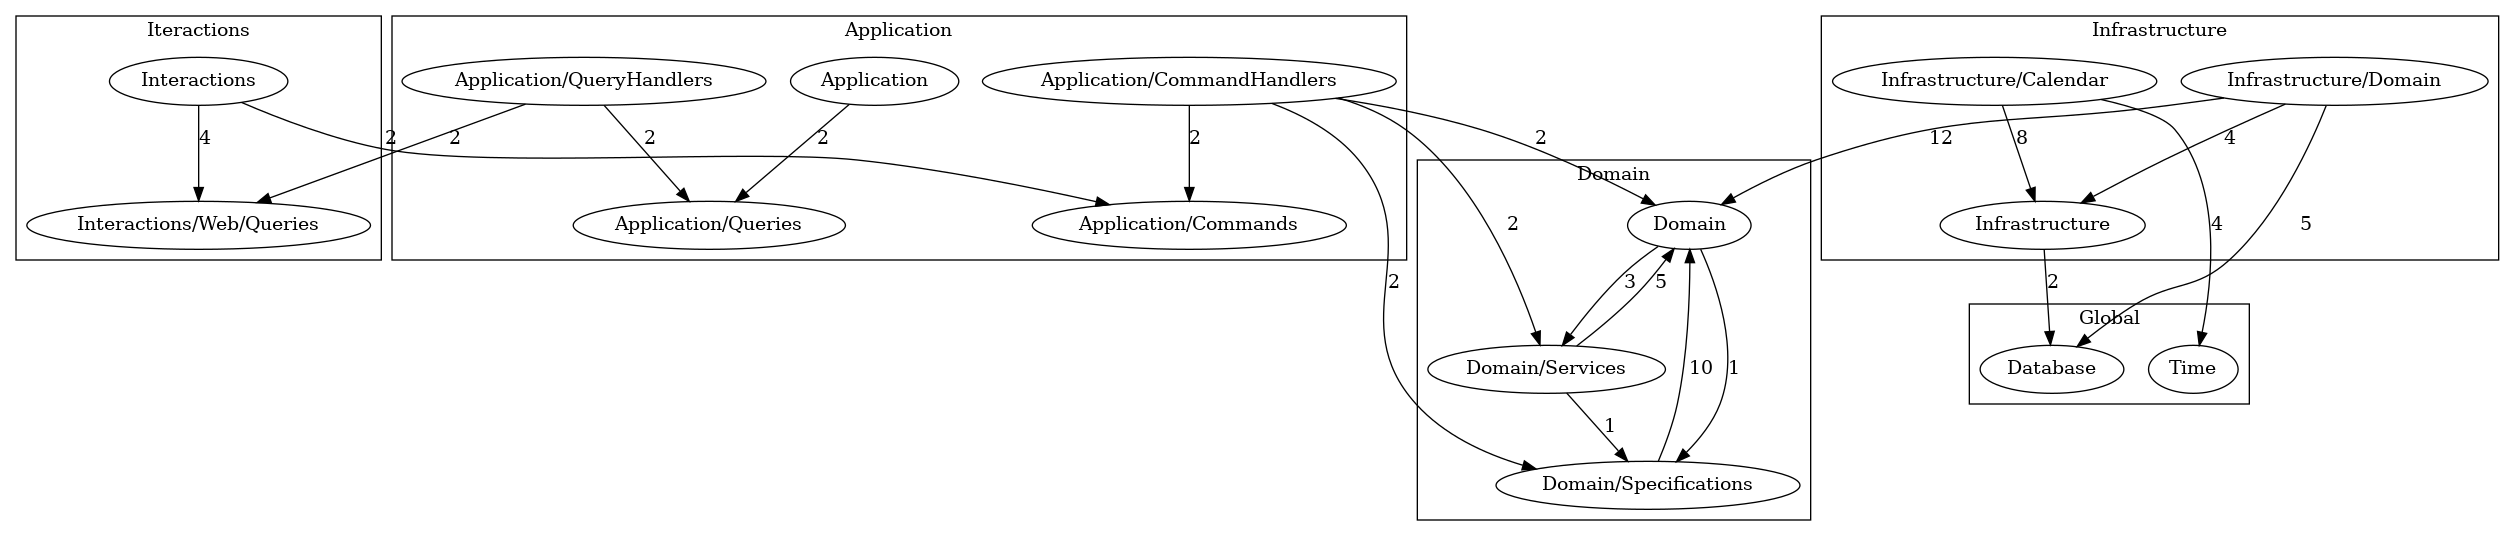 Iteractions
Application
Infrastructure
Interactions
Application/QueryHandlers
Application
Application/CommandHandlers
Infrastructure/Calendar
Infrastructure/Domain
4
2
2
2
2
2
2
12
8
4
Domain
Interactions/Web/Queries
Application/Queries
Application/Commands
2
Domain
Infrastructure
4
5
2
3
5
2
Global
Domain/Services
10
1
Database
Time
1
Domain/Specifications